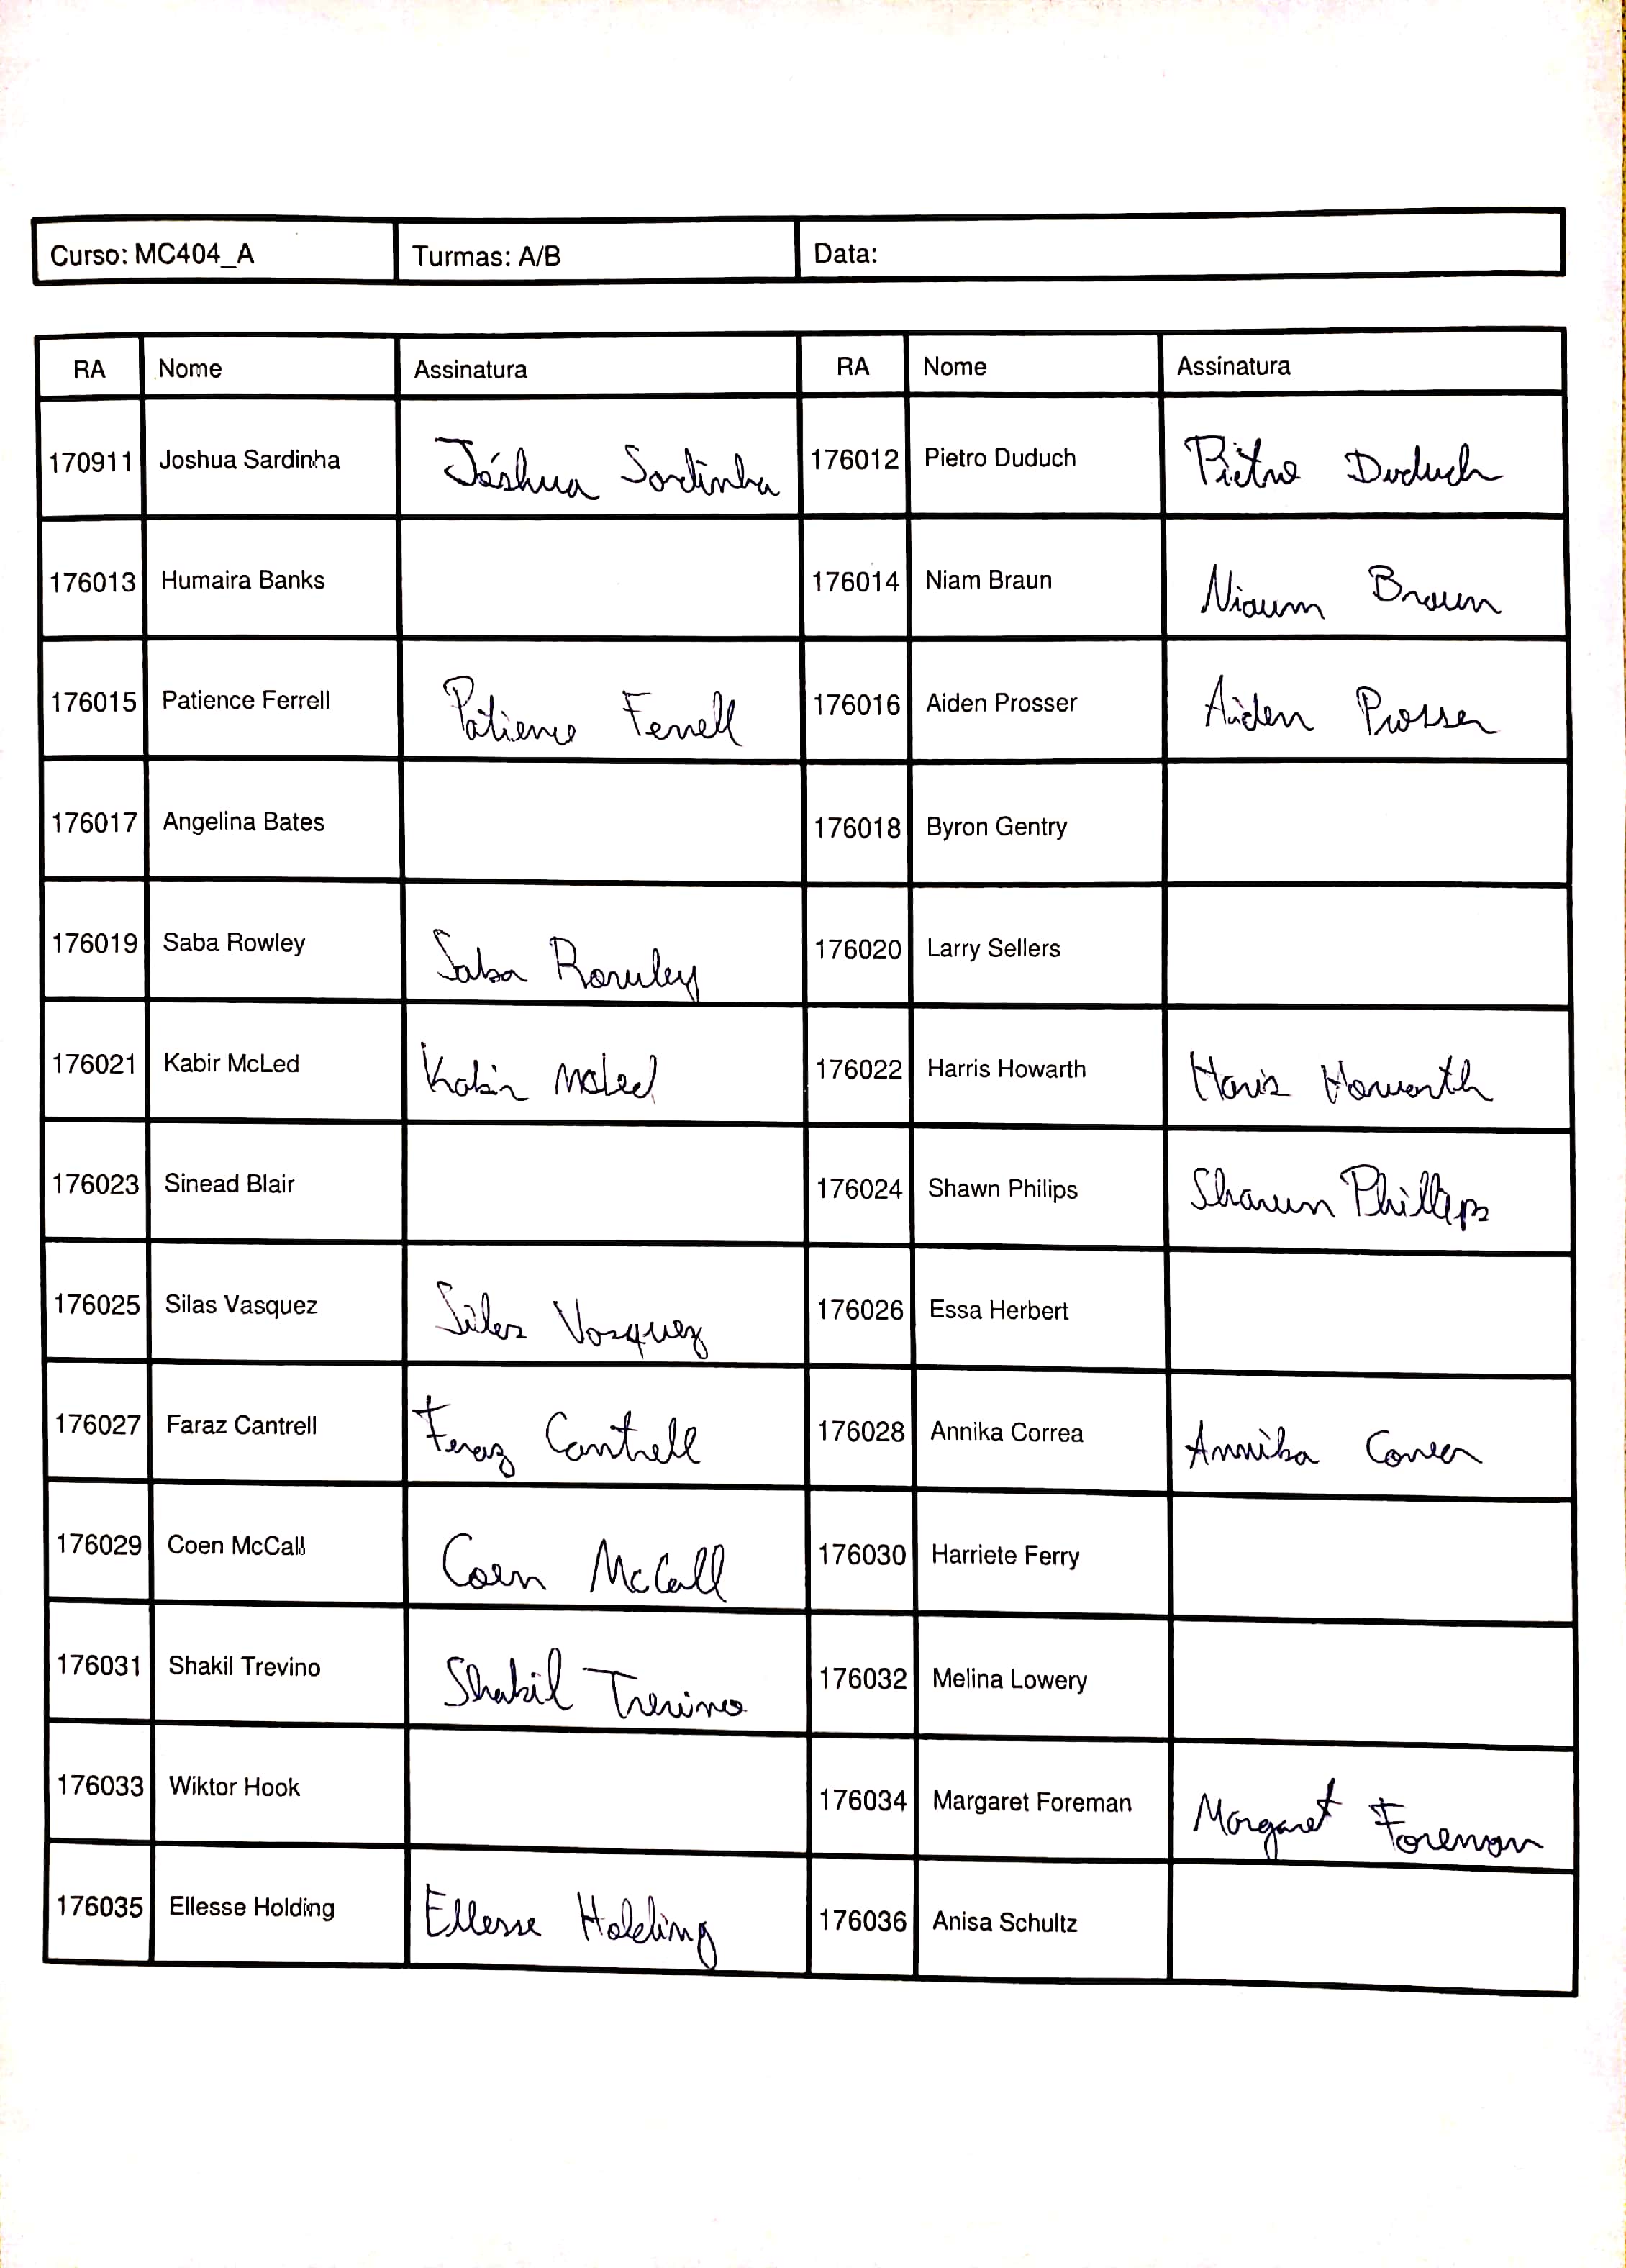 Curso: MC404_A Turmas: A/B Data:
RA Nome Assinatura RA Nome Assinatura
170911 Joshua Sardinha Jóshua Sardinha 176012 Pietro Duduch Pietro Duduch
176013 Humaira Banks 176014 Niam Braun Niaum Braun
176015 Patience Ferrell Patience Ferrell 176016 Aiden Prosser Aiden Prosser
176017 Angelina Bates 176018 Byron Gentry
176019 Saba Rowley Saba Rowley 176020 Larry Sellers
176021 Kabir McLed Kabir McLed 176022 Harris Howarth Harris Howarth
176023 Sinead Blair 176024 Shawn Philips Shawn Phillips
176025 Silas Vasquez Silas Vasquez 176026 Essa Herbert
176027 Faraz Cantrell Feraz Cantrell 176028 Annika Correa Annika Correa
176029 Coen McCall Coen McCall 176030 Harriete Ferry
176031 Shakil Trevino Shakil Trevino 176032 Melina Lowery
176033 Wiktor Hook 176034 Margaret Foreman Margaret Foreman
176035 Ellesse Holding Ellesse Holding 176036 Anisa Schultz